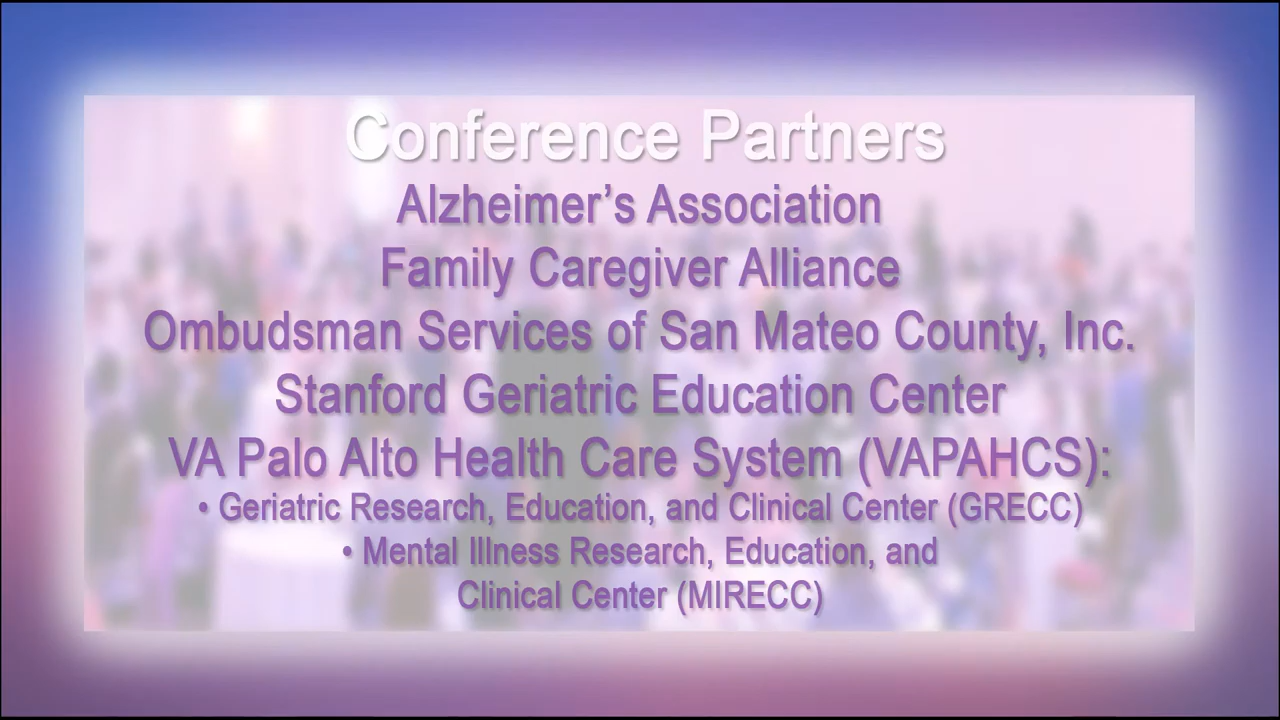 Conference Partners
Alzheimer’s Association
Family Caregiver Alliance
Ombudsman Services of San Mateo County, Inc.
Stanford Geriatric Education Center
VA Palo Alto Health Care System (VAPAHCS):
• Geriatric Research, Education, and Clinical Center (GRECC)
• Mental Illness Research, Education, and
Clinical Center (MIRECC)